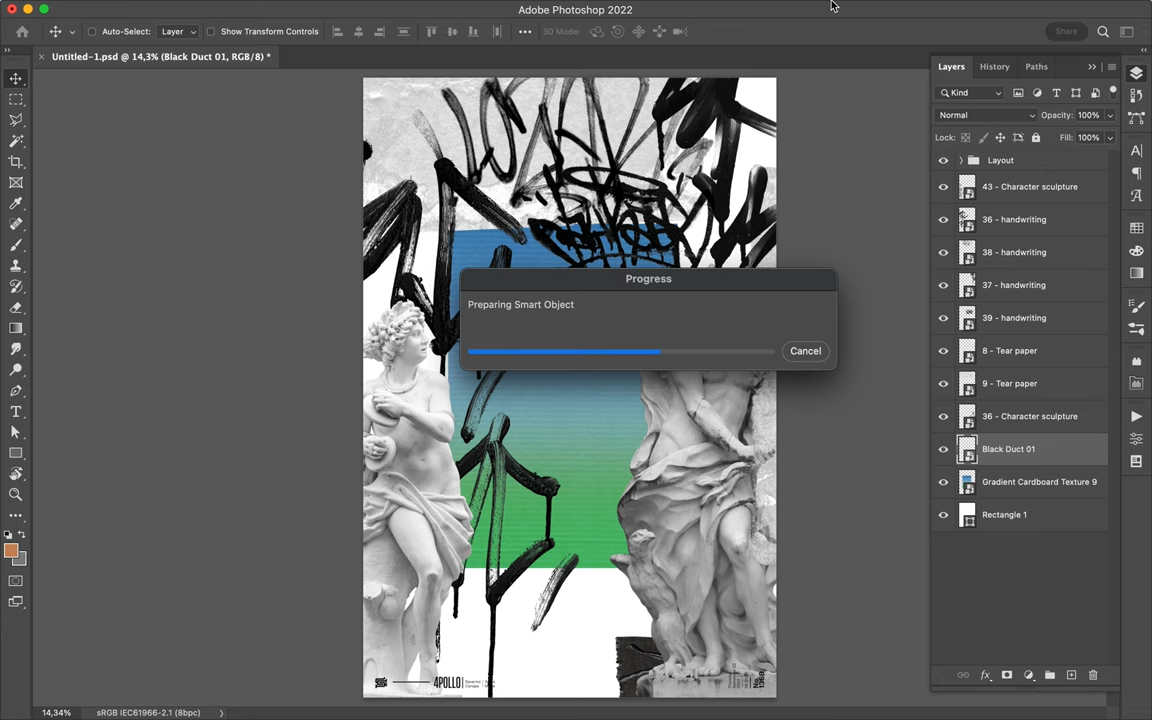 Adobe Photoshop 2022
Auto-Select:
Layer
Show Transform Controls
3D Mode:
Share
Untitled-1.psd @ 14,3% (Black Duct 01, RGB/8) *
Layers
History
Paths
Kind
Normal
Opacity: 100%
Lock:
Fill: 100%
Layout
43 - Character sculpture
36 - handwriting
38 - handwriting
37 - handwriting
39 - handwriting
8 - Tear paper
9 - Tear paper
36 - Character sculpture
Black Duct 01
Gradient Cardboard Texture 9
Rectangle 1
Progress
Preparing Smart Object
Cancel
4POLLO
14,34%
sRGB IEC61966-2.1 (8bpc)